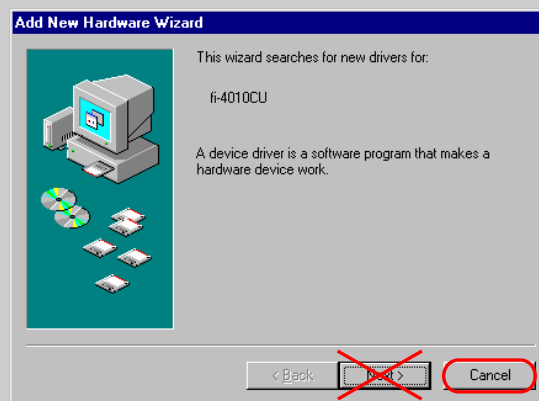 Add New Hardware Wizard
This wizard searches for new drivers for:
fi-4010CU
A device driver is a software program that makes a
hardware device work.
< Back
Next >
Cancel